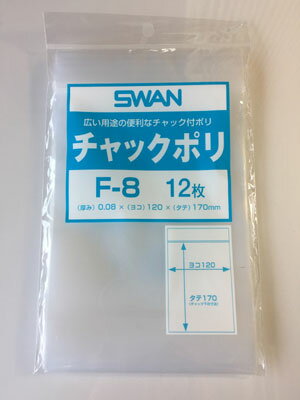 SWAN
広い用途の便利なチャック付ポリ
チャックポリ
F-8 12枚
(厚み) 0.08×(ヨコ) 120×(タテ) 170mm
ヨコ120
タテ170